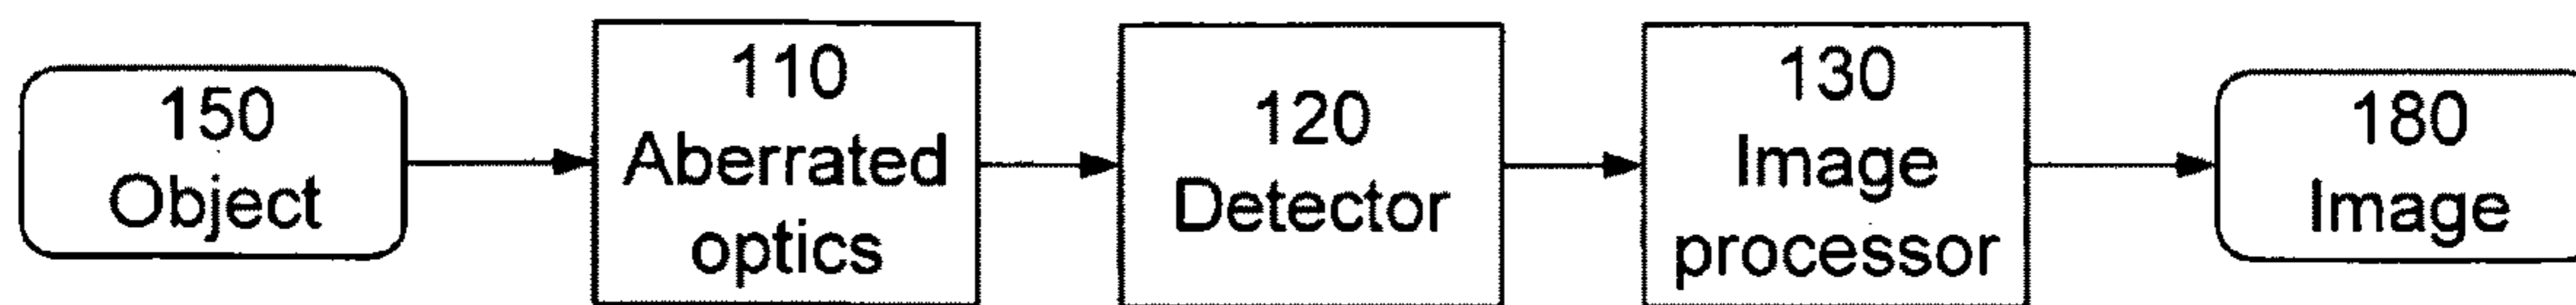 150
Object
110
Aberrated
optics
120
Detector
130
Image
processor
180
Image